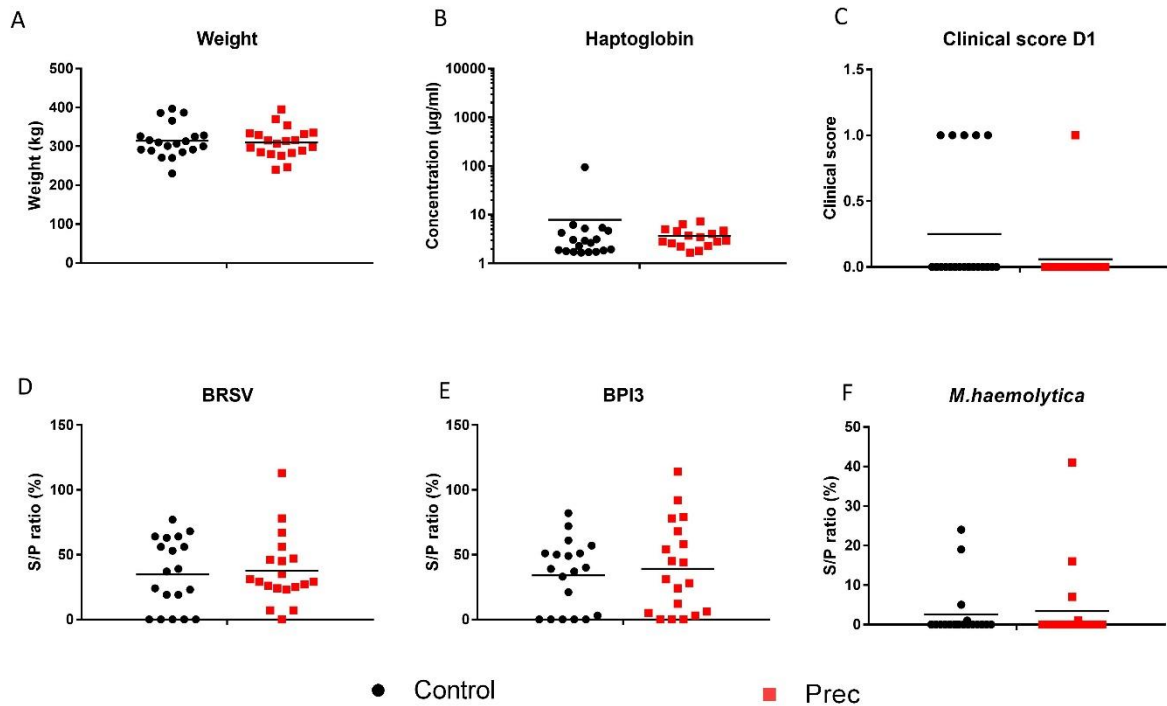 A
Weight
Weight (kg)
500
400
300
200
100
0
B
Haptoglobin
Concentration (µg/ml)
10000
1000
100
10
1
C
Clinical score D1
Clinical score
1.5
1.0
0.5
0.0
D
BRSV
S/P ratio (%)
150
100
50
0
E
BPI3
S/P ratio (%)
150
100
50
0
F
M.haemolytica
S/P ratio (%)
50
40
30
20
10
0
Control
Prec